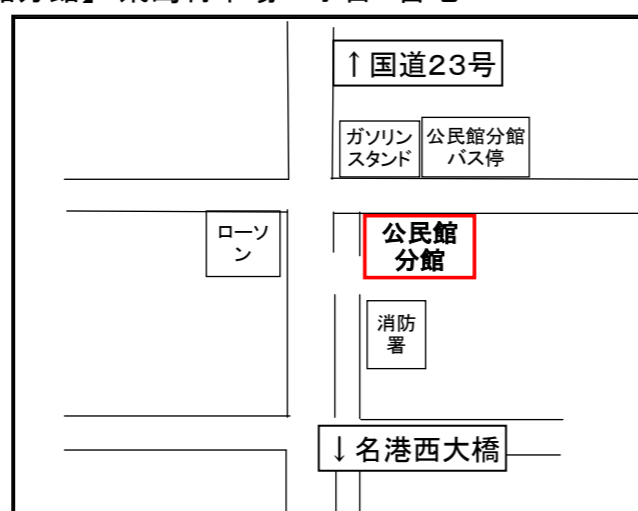 ↑国道23号
ガソリン
スタンド
公民館分館
バス停
ローソ
ン
公民館
分館
消防
署
↓名港西大橋